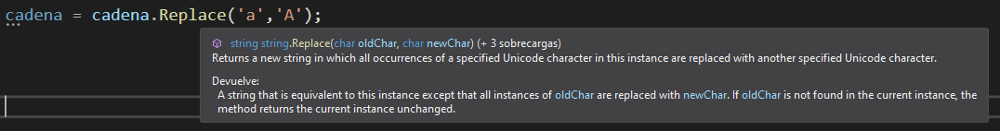 cadena = cadena.Replace('a','A');
string string.Replace(char oldChar, char newChar) (+ 3 sobrecargas)
Returns a new string in which all occurrences of a specified Unicode character in this instance are replaced with another specified Unicode character.
Devuelve:
A string that is equivalent to this instance except that all instances of oldChar are replaced with newChar. If oldChar is not found in the current instance, the
method returns the current instance unchanged.